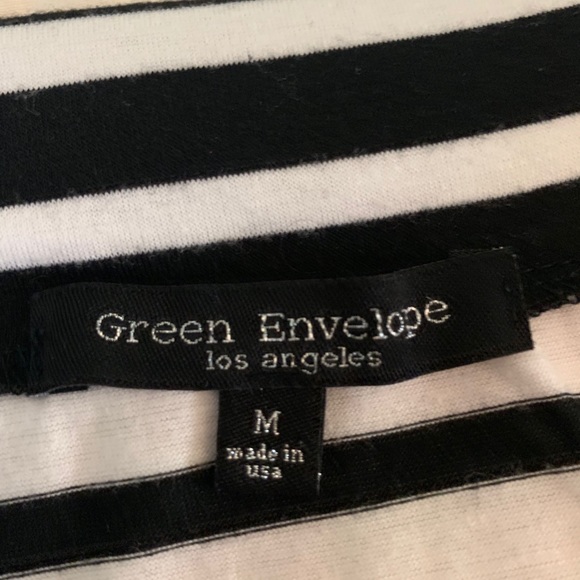 Green Envelope
los angeles
M
made in
usa